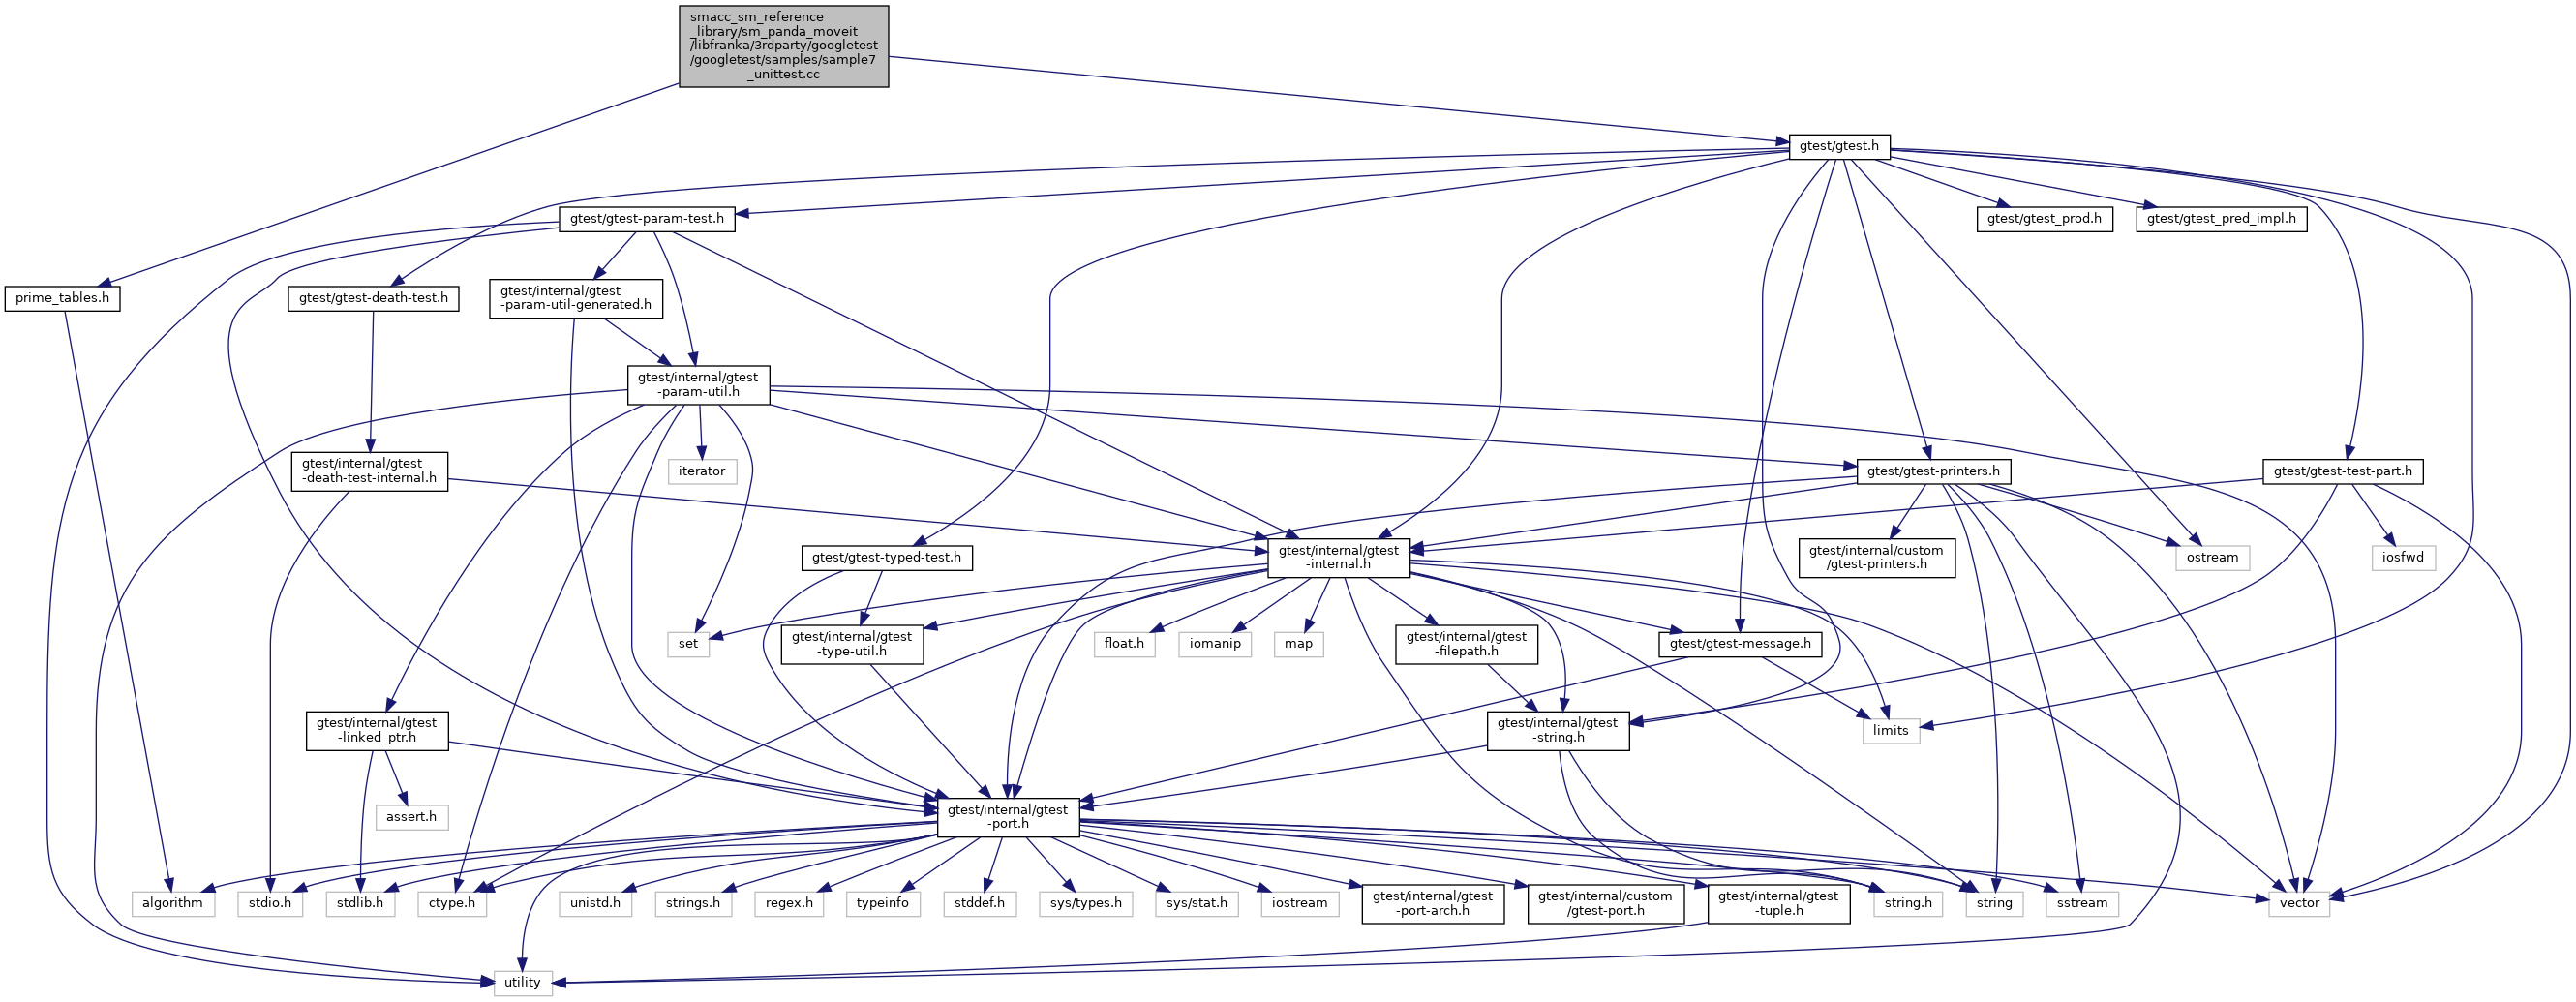 smacc_sm_reference
_library/sm_panda_moveit
/libfranka/3rdparty/googletest
/googletest/samples/sample7
_unittest.cc
gtest/gtest.h
gtest/gtest-param-test.h
gtest/gtest_prod.h
gtest/gtest_pred_impl.h
prime_tables.h
gtest/gtest-death-test.h
gtest/internal/gtest
-param-util-generated.h
gtest/internal/gtest
-param-util.h
gtest/internal/gtest
-death-test-internal.h
iterator
gtest/gtest-printers.h
gtest/gtest-test-part.h
gtest/gtest-typed-test.h
gtest/internal/gtest
-internal.h
gtest/internal/custom
/gtest-printers.h
ostream
iosfwd
set
gtest/internal/gtest
-type-util.h
float.h
iomanip
map
gtest/internal/gtest
-filepath.h
gtest/gtest-message.h
gtest/internal/gtest
-linked_ptr.h
gtest/internal/gtest
-string.h
limits
assert.h
gtest/internal/gtest
-port.h
algorithm
stdio.h
stdlib.h
ctype.h
unistd.h
strings.h
regex.h
typeinfo
stddef.h
sys/types.h
sys/stat.h
iostream
gtest/internal/gtest
-port-arch.h
gtest/internal/custom
/gtest-port.h
gtest/internal/gtest
-tuple.h
string.h
string
sstream
vector
utility